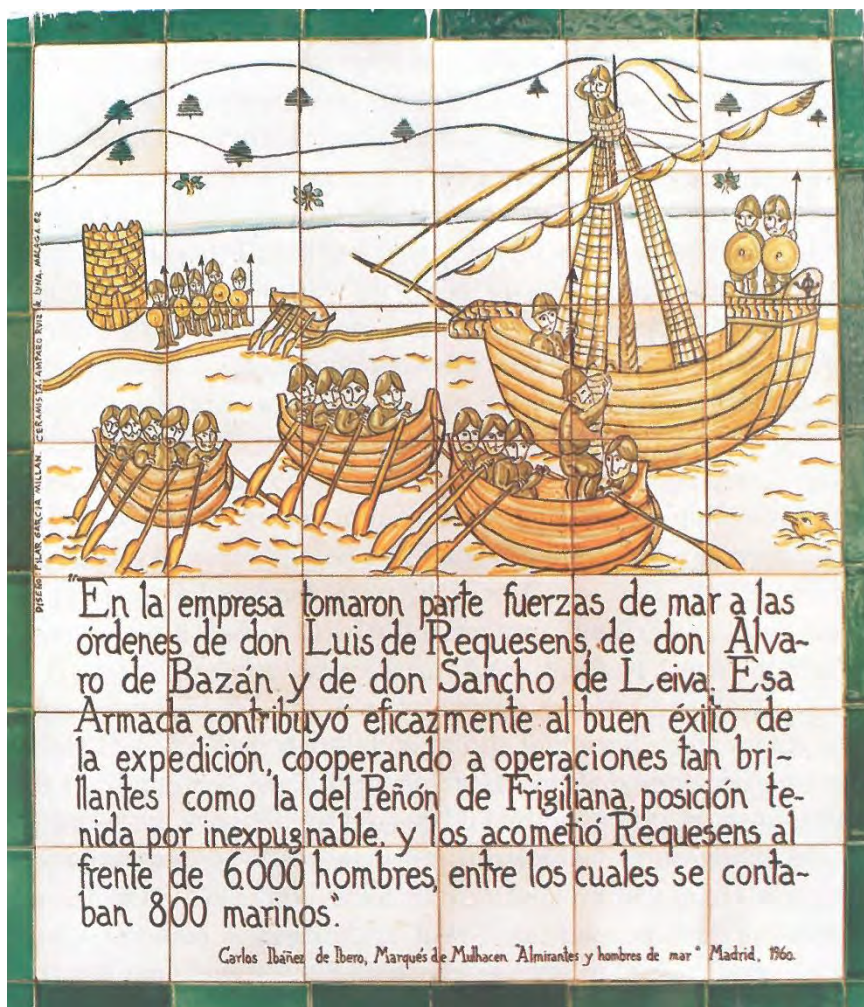 DISEÑO: PILAR GARCIA MILLAN. CERAMISTA: AMPARO RUIZ DE LUNA. MALAGA 82
"En la empresa tomaron parte fuerzas de mar a las
órdenes de don Luis de Requesens, de don Álva-
ro de Bazán y de don Sancho de Leiva. Esa
Armada contribuyó eficazmente al buen éxito de
la expedición, cooperando a operaciones tan bri-
llantes como la del Peñón de Frigiliana, posición te-
nida por inexpugnable. y los acometió Requesens al
frente de 6.000 hombres, entre los cuales se conta-
ban 800 marinos".
Carlos Ibáñez de Ibero, Marqués de Mulhacen "Almirantes y hombres de mar" Madrid, 1960.